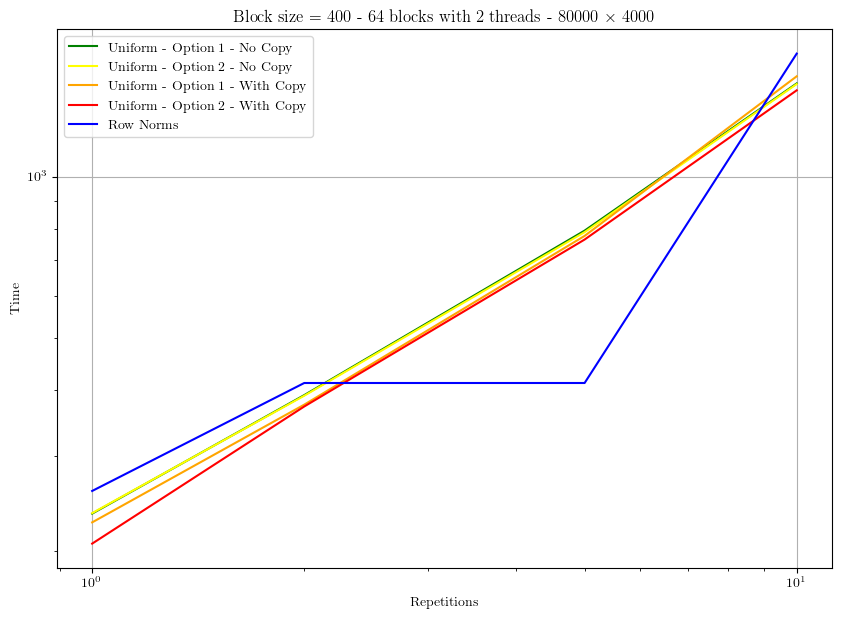 Block size = 400 - 64 blocks with 2 threads - 80000 × 4000
Uniform - Option 1 - No Copy
Uniform - Option 2 - No Copy
Uniform - Option 1 - With Copy
Uniform - Option 2 - With Copy
Row Norms
10³
Time
10⁰ 10¹
Repetitions